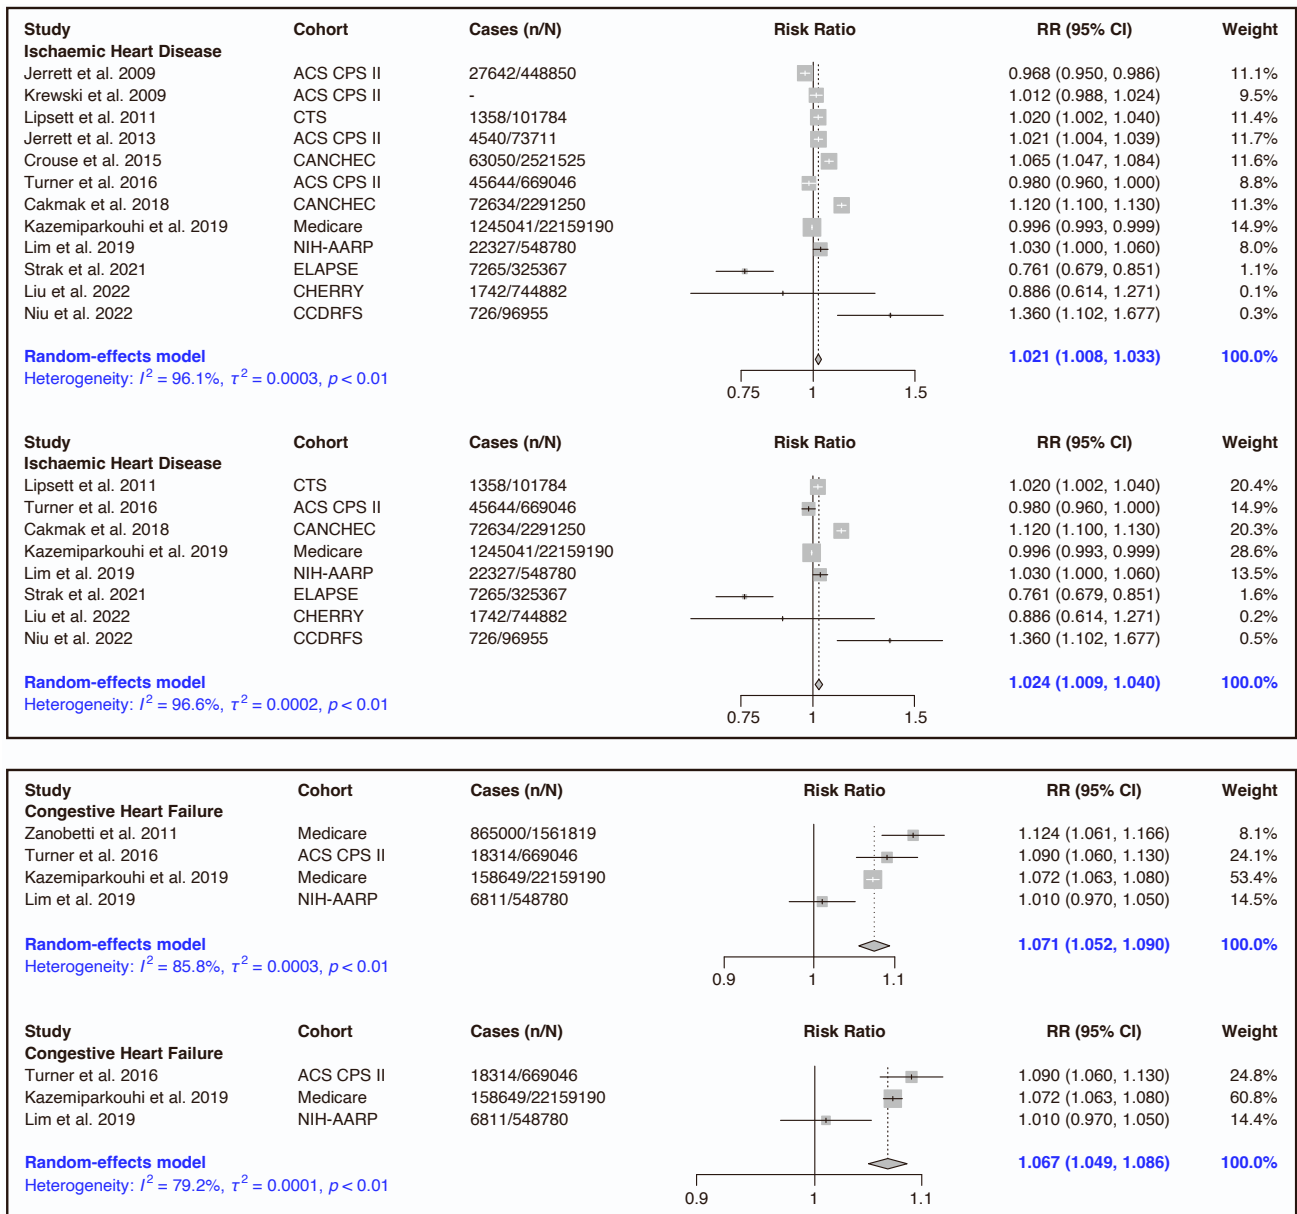 Study Cohort Cases (n/N) Risk Ratio RR (95% CI) Weight
Ischaemic Heart Disease
Jerrett et al. 2009 ACS CPS II 27642/448850 0.968 (0.950, 0.986) 11.1%
Krewski et al. 2009 ACS CPS II - 1.012 (0.988, 1.024) 9.5%
Lipsett et al. 2011 CTS 1358/101784 1.020 (1.002, 1.040) 11.4%
Jerrett et al. 2013 ACS CPS II 4540/73711 1.021 (1.004, 1.039) 11.7%
Crouse et al. 2015 CANCHEC 63050/2521525 1.065 (1.047, 1.084) 11.6%
Turner et al. 2016 ACS CPS II 45644/669046 0.980 (0.960, 1.000) 8.8%
Cakmak et al. 2018 CANCHEC 72634/2291250 1.120 (1.100, 1.130) 11.3%
Kazemiparkouhi et al. 2019 Medicare 1245041/22159190 0.996 (0.993, 0.999) 14.9%
Lim et al. 2019 NIH-AARP 22327/548780 1.030 (1.000, 1.060) 8.0%
Strak et al. 2021 ELAPSE 7265/325367 0.761 (0.679, 0.851) 1.1%
Liu et al. 2022 CHERRY 1742/744882 0.886 (0.614, 1.271) 0.1%
Niu et al. 2022 CCDRFS 726/96955 1.360 (1.102, 1.677) 0.3%
Random-effects model 1.021 (1.008, 1.033) 100.0%
Heterogeneity: I² = 96.1%, τ² = 0.0003, p < 0.01
0.75 1 1.5
Study Cohort Cases (n/N) Risk Ratio RR (95% CI) Weight
Ischaemic Heart Disease
Lipsett et al. 2011 CTS 1358/101784 1.020 (1.002, 1.040) 20.4%
Turner et al. 2016 ACS CPS II 45644/669046 0.980 (0.960, 1.000) 14.9%
Cakmak et al. 2018 CANCHEC 72634/2291250 1.120 (1.100, 1.130) 20.3%
Kazemiparkouhi et al. 2019 Medicare 1245041/22159190 0.996 (0.993, 0.999) 28.6%
Lim et al. 2019 NIH-AARP 22327/548780 1.030 (1.000, 1.060) 13.5%
Strak et al. 2021 ELAPSE 7265/325367 0.761 (0.679, 0.851) 1.6%
Liu et al. 2022 CHERRY 1742/744882 0.886 (0.614, 1.271) 0.2%
Niu et al. 2022 CCDRFS 726/96955 1.360 (1.102, 1.677) 0.5%
Random-effects model 1.024 (1.009, 1.040) 100.0%
Heterogeneity: I² = 96.6%, τ² = 0.0002, p < 0.01
0.75 1 1.5
Study Cohort Cases (n/N) Risk Ratio RR (95% CI) Weight
Congestive Heart Failure
Zanobetti et al. 2011 Medicare 865000/1561819 1.124 (1.061, 1.166) 8.1%
Turner et al. 2016 ACS CPS II 18314/669046 1.090 (1.060, 1.130) 24.1%
Kazemiparkouhi et al. 2019 Medicare 158649/22159190 1.072 (1.063, 1.080) 53.4%
Lim et al. 2019 NIH-AARP 6811/548780 1.010 (0.970, 1.050) 14.5%
Random-effects model 1.071 (1.052, 1.090) 100.0%
Heterogeneity: I² = 85.8%, τ² = 0.0003, p < 0.01
0.9 1 1.1
Study Cohort Cases (n/N) Risk Ratio RR (95% CI) Weight
Congestive Heart Failure
Turner et al. 2016 ACS CPS II 18314/669046 1.090 (1.060, 1.130) 24.8%
Kazemiparkouhi et al. 2019 Medicare 158649/22159190 1.072 (1.063, 1.080) 60.8%
Lim et al. 2019 NIH-AARP 6811/548780 1.010 (0.970, 1.050) 14.4%
Random-effects model 1.067 (1.049, 1.086) 100.0%
Heterogeneity: I² = 79.2%, τ² = 0.0001, p < 0.01
0.9 1 1.1